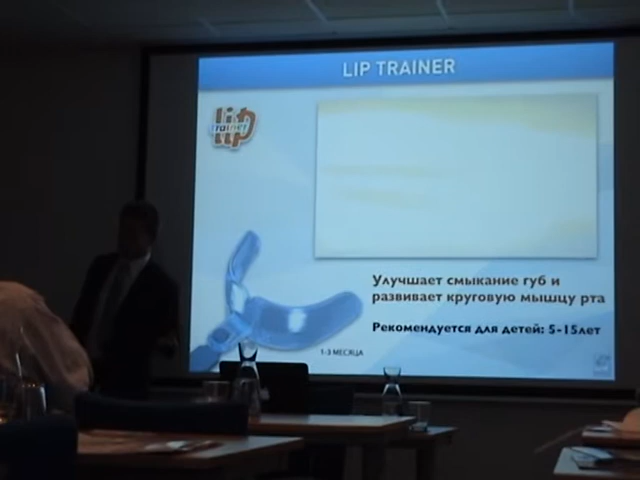 LIP TRAINER
Lip
trainer
Улучшает смыкание губ и
развивает круговую мышцу рта
Рекомендуется для детей: 5-15лет
1-3 МЕСЯЦА